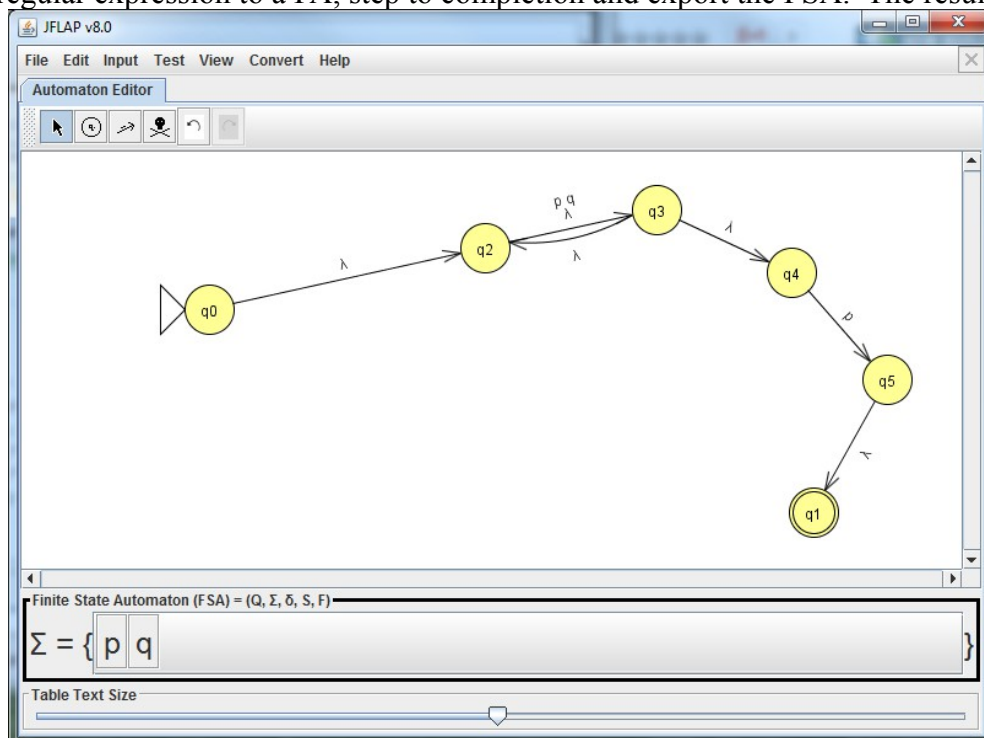 regular expression to a FA, step to completion and export the FSA. The resul
JFLAP v8.0
File Edit Input Test View Convert Help
Automaton Editor
q
p q
λ
q3
λ
q2
λ
λ
q4
q0
p
q5
λ
q1
Finite State Automaton (FSA) = (Q, Σ, δ, S, F)
Σ = { p q }
Table Text Size